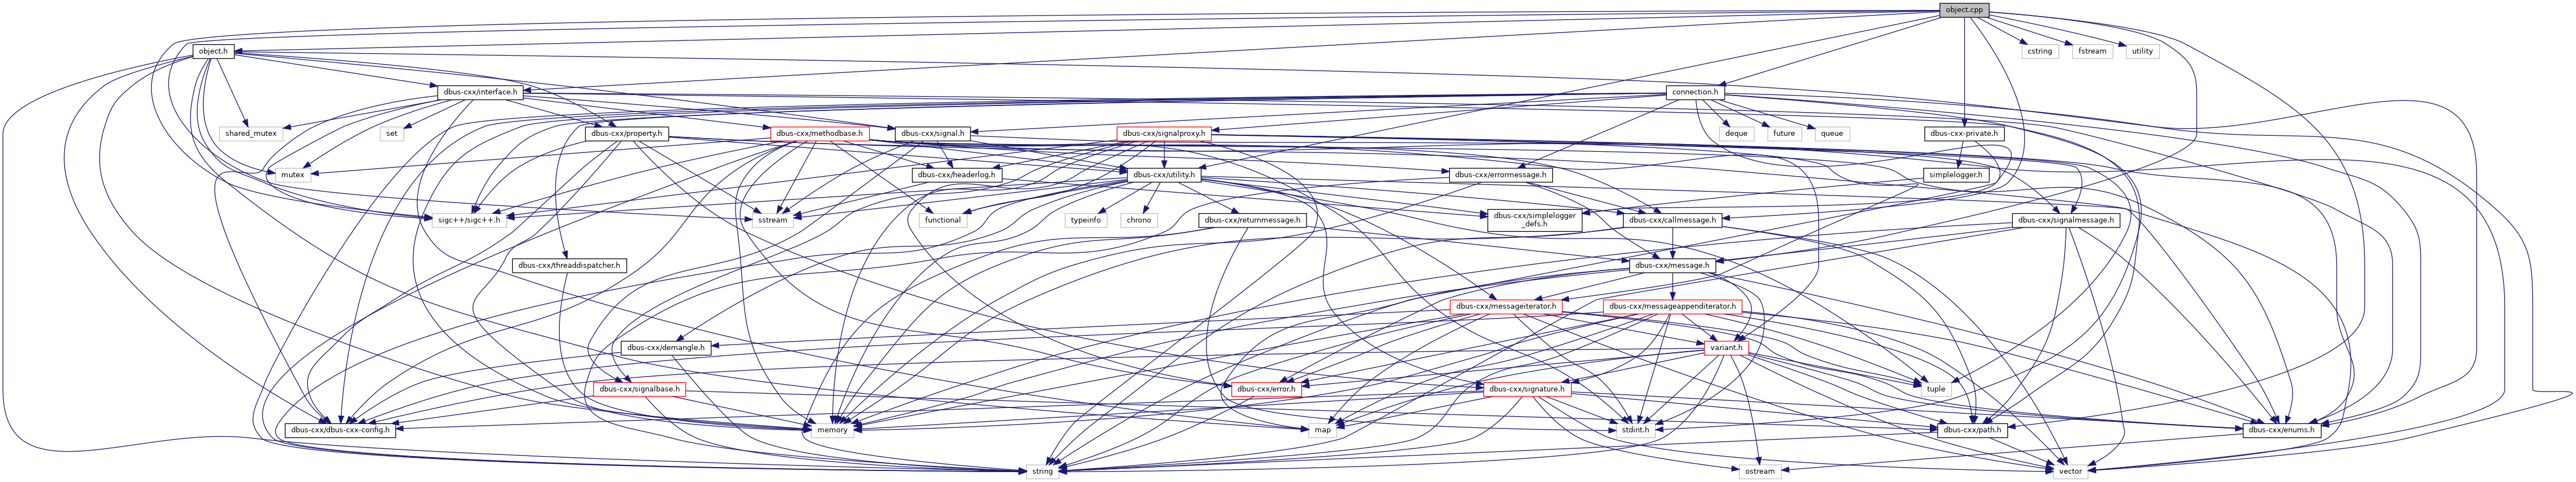 object.cpp
object.h
cstring
fstream
utility
dbus-cxx/interface.h
connection.h
shared_mutex
set
dbus-cxx/property.h
dbus-cxx/methodbase.h
dbus-cxx/signal.h
dbus-cxx/signalproxy.h
deque
future
queue
dbus-cxx-private.h
mutex
dbus-cxx/headerlog.h
dbus-cxx/utility.h
dbus-cxx/errormessage.h
simplelogger.h
sigc++/sigc++.h
sstream
functional
typeinfo
chrono
dbus-cxx/returnmessage.h
dbus-cxx/simplelogger
_defs.h
dbus-cxx/callmessage.h
dbus-cxx/signalmessage.h
dbus-cxx/threaddispatcher.h
dbus-cxx/message.h
dbus-cxx/messageiterator.h
dbus-cxx/messageappenditerator.h
dbus-cxx/demangle.h
variant.h
dbus-cxx/signalbase.h
dbus-cxx/error.h
dbus-cxx/signature.h
tuple
dbus-cxx/dbus-cxx-config.h
memory
map
stdint.h
dbus-cxx/path.h
dbus-cxx/enums.h
string
ostream
vector